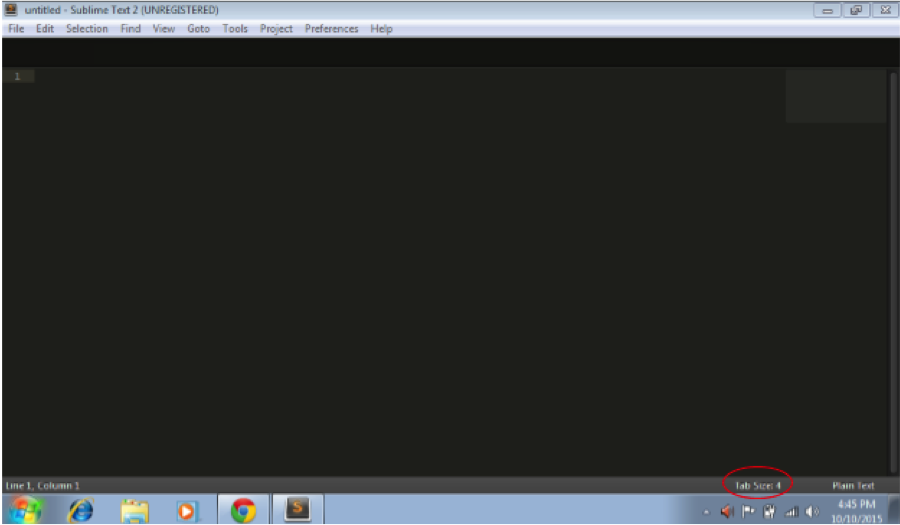 untitled - Sublime Text 2 (UNREGISTERED)
File Edit Selection Find View Goto Tools Project Preferences Help
1
Line 1, Column 1 Tab Size: 4 Plain Text
S
4:45 PM
10/10/2015